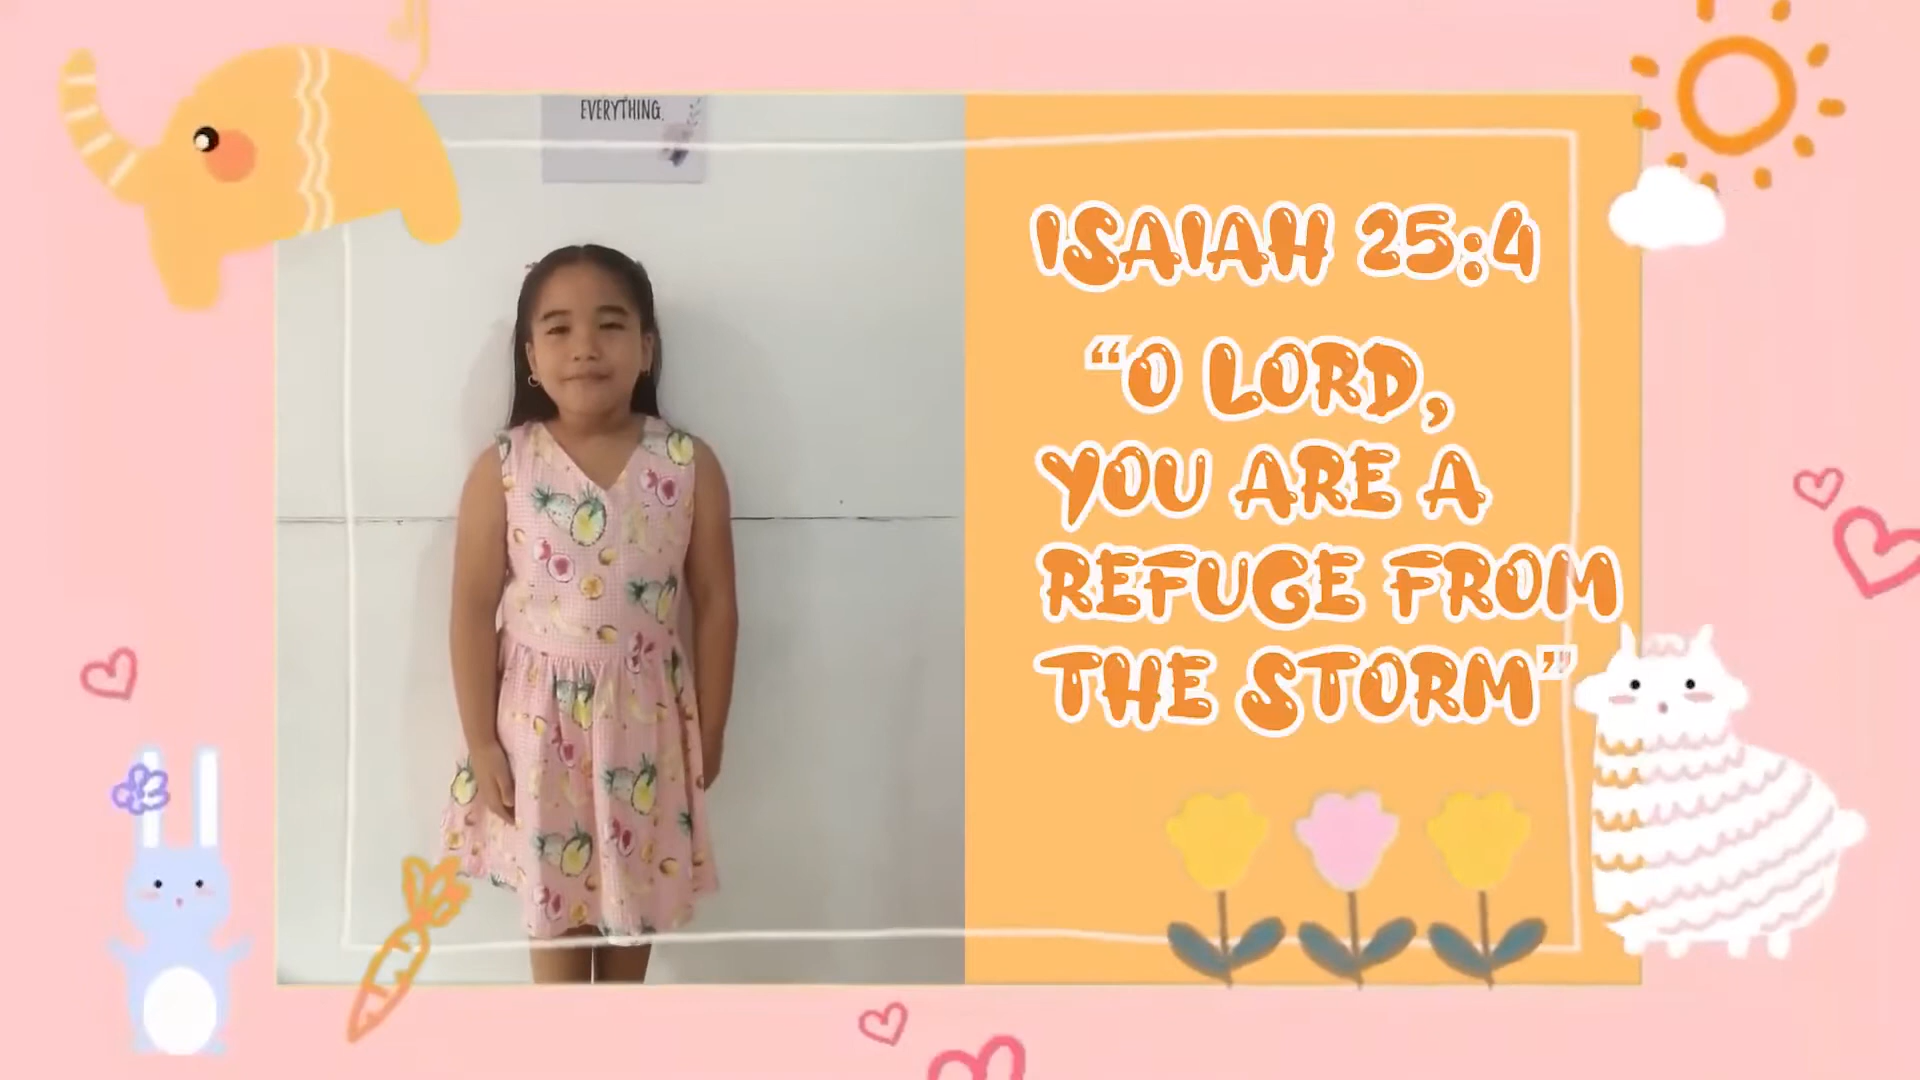 EVERYTHING.
ISAIAH 25:4
“O LORD,
YOU ARE A
REFUGE FROM
THE STORM”